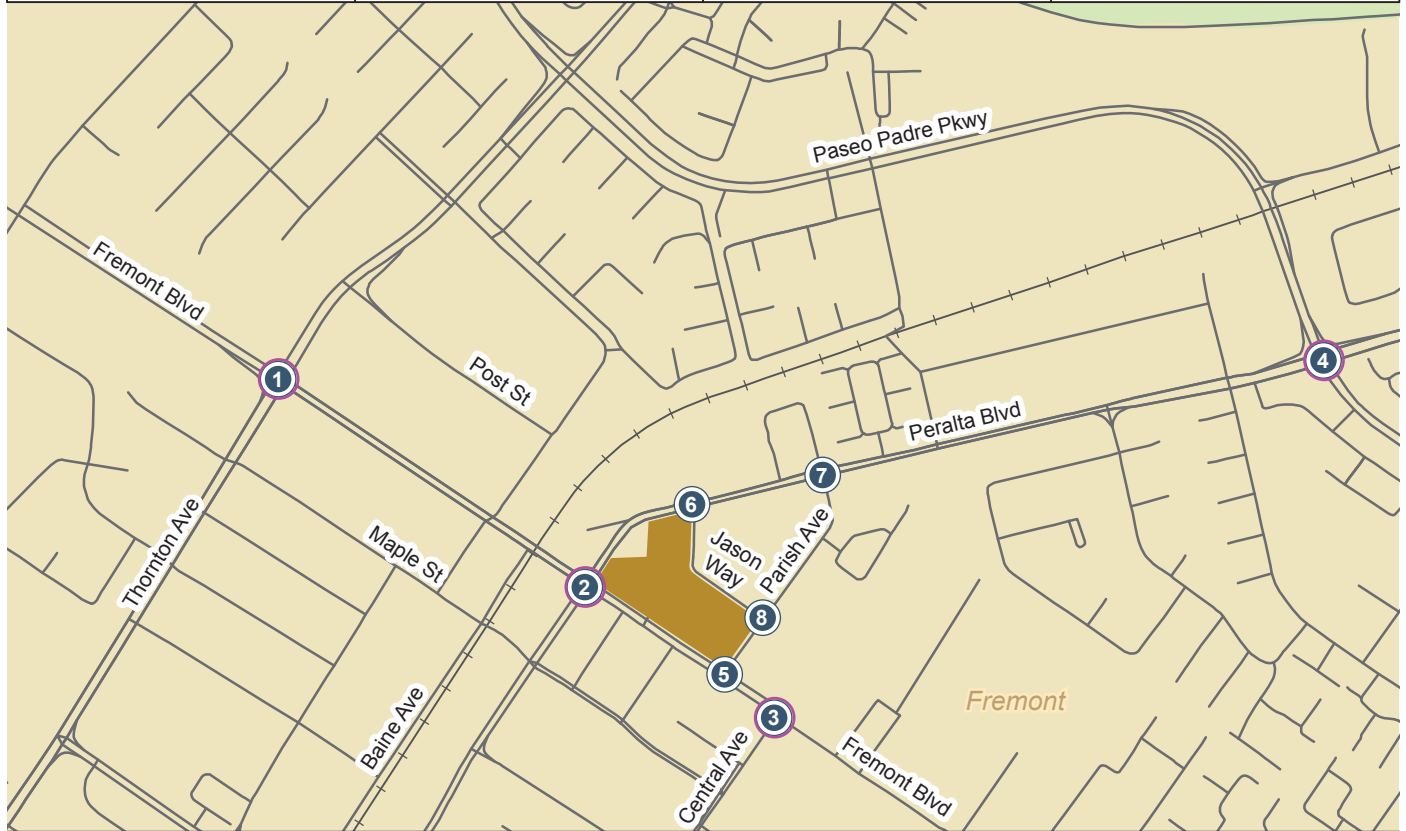 Paseo Padre Pkwy
Fremont Blvd
4
1
Post St
Peralta Blvd
7
6
Thornton Ave
Maple St
Jason
Way
Parish Ave
2
8
5
Fremont
3
Baine Ave
Central Ave
Fremont Blvd